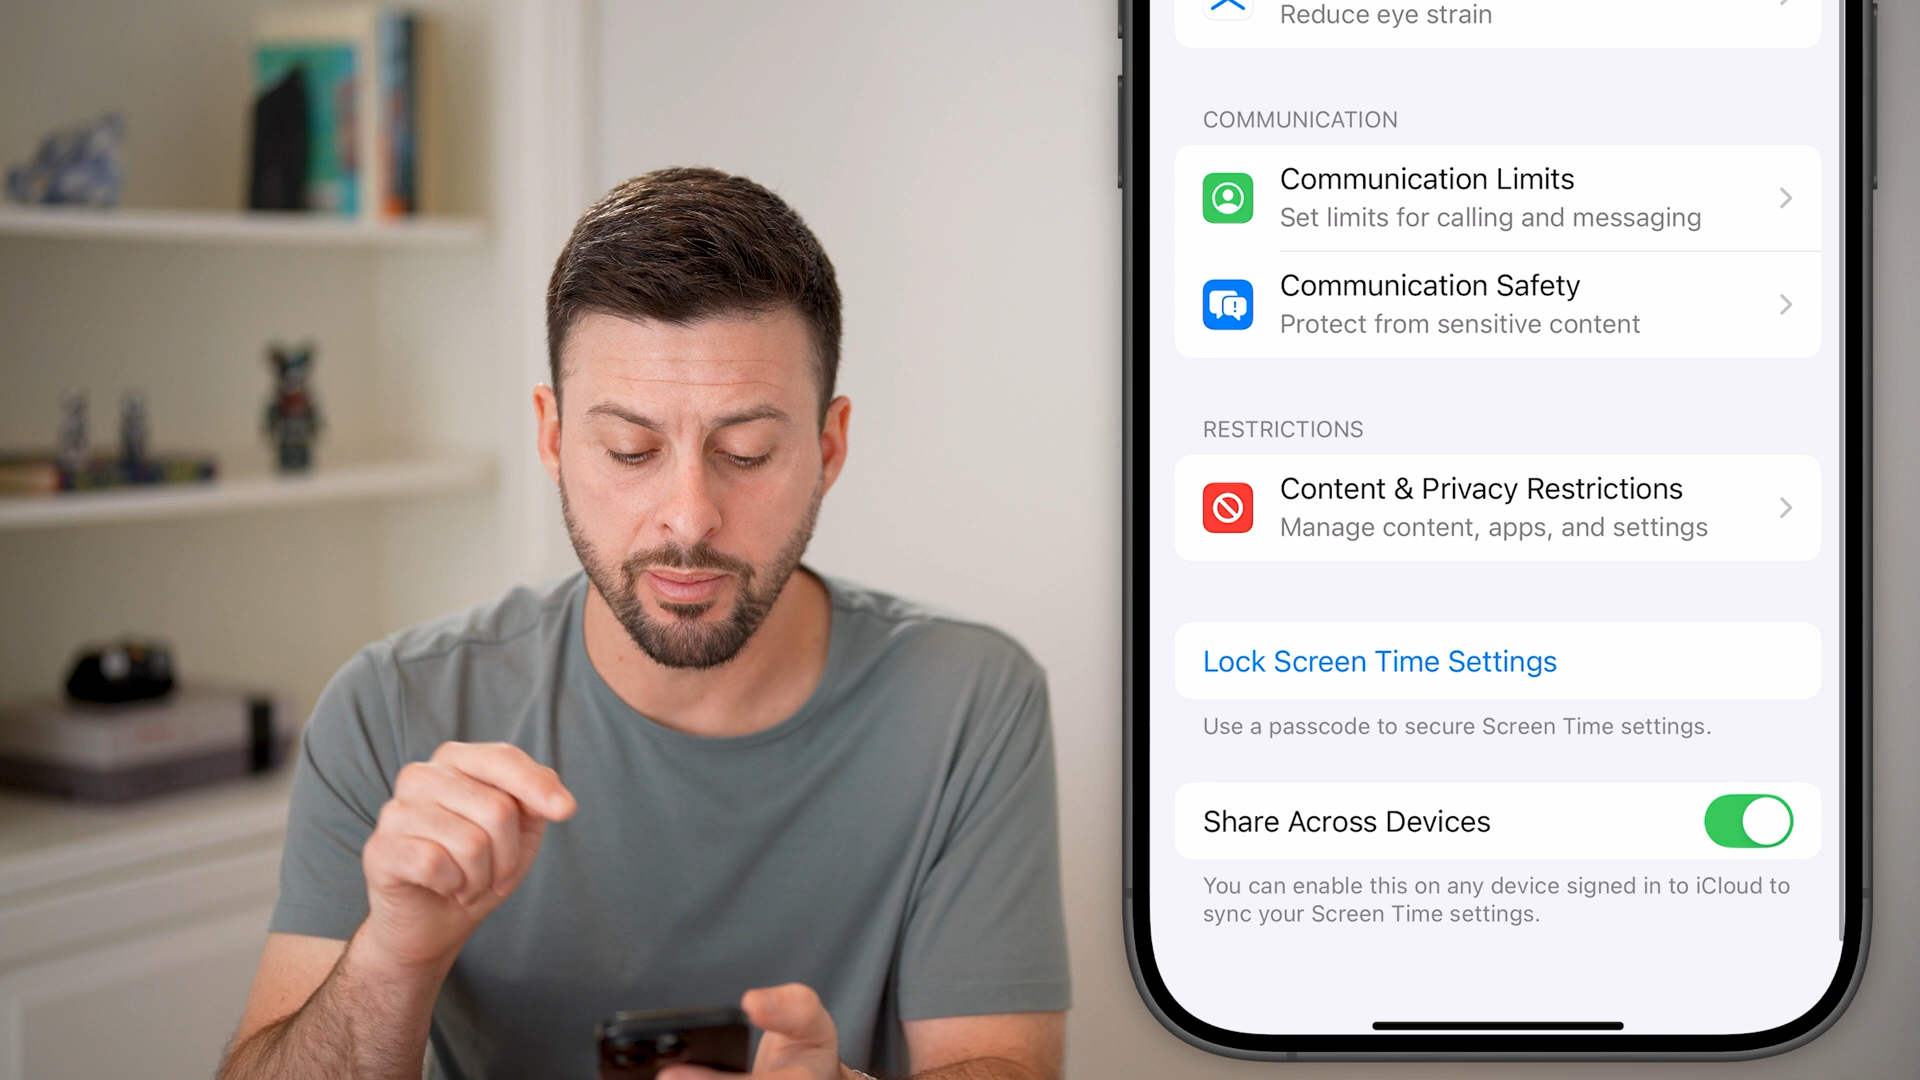 Reduce eye strain
COMMUNICATION
Communication Limits
Set limits for calling and messaging
Communication Safety
Protect from sensitive content
RESTRICTIONS
Content & Privacy Restrictions
Manage content, apps, and settings
Lock Screen Time Settings
Use a passcode to secure Screen Time settings.
Share Across Devices
You can enable this on any device signed in to iCloud to
sync your Screen Time settings.